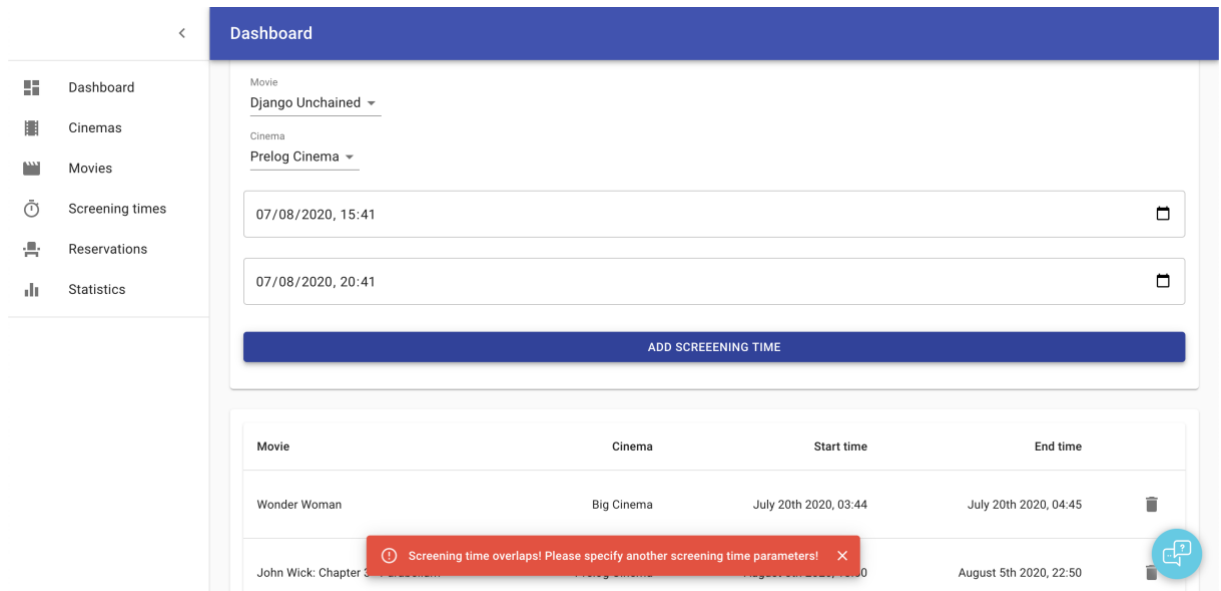 Dashboard
Dashboard
Cinemas
Movies
Screening times
Reservations
Statistics
Movie
Django Unchained
Cinema
Prelog Cinema
07/08/2020, 15:41
07/08/2020, 20:41
ADD SCREEENING TIME
Movie Cinema Start time End time
Wonder Woman Big Cinema July 20th 2020, 03:44 July 20th 2020, 04:45
Screening time overlaps! Please specify another screening time parameters!
John Wick: Chapter 3 August 5th 2020, 22:50